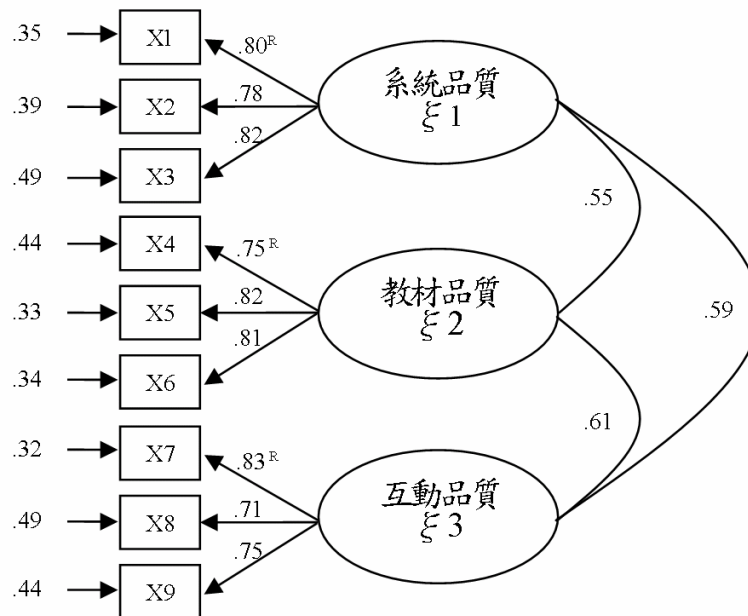 .35
X1
.80R
.39
X2
.78
.49
X3
.82
系統品質
ξ1
.55
.44
X4
.75R
.33
X5
.82
.34
X6
.81
教材品質
ξ2
.59
.61
.32
X7
.83R
.49
X8
.71
.44
X9
.75
互動品質
ξ3